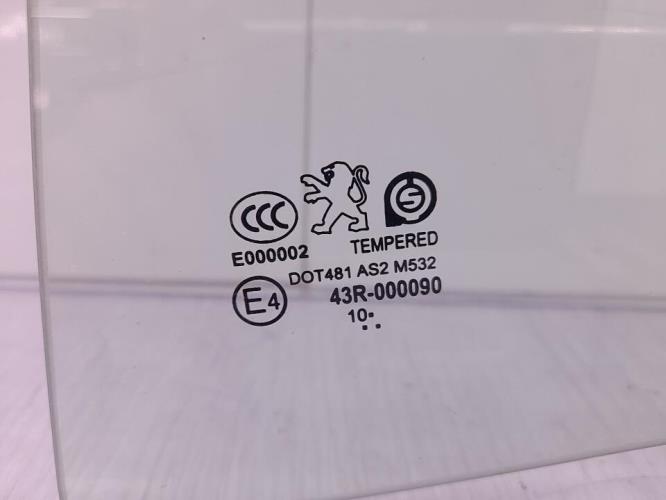 CCC
S
E000002
TEMPERED
DOT481 AS2 M532
E4
43R-000090
10